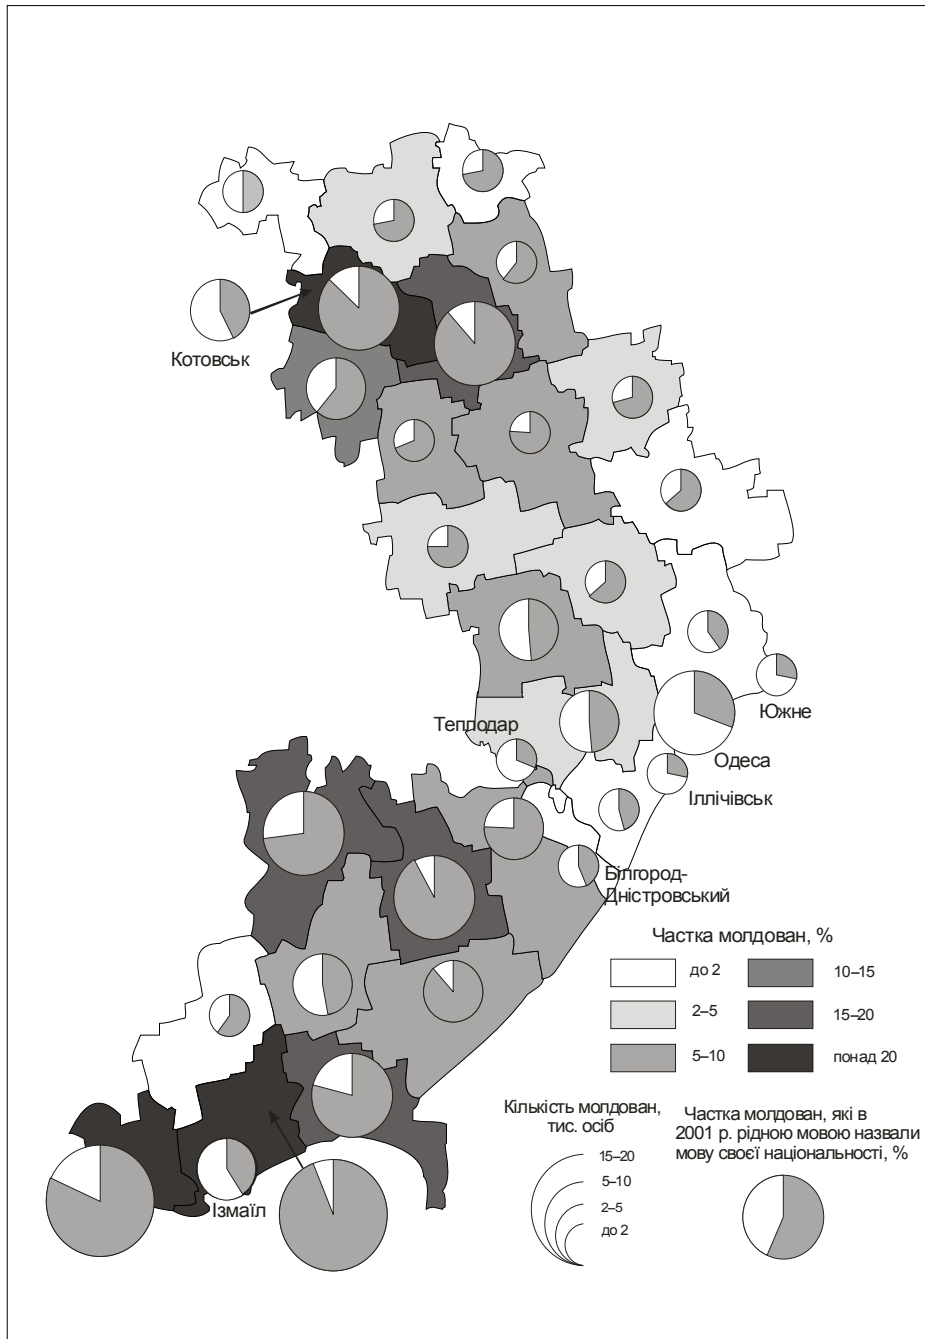 Котовськ
Южне
Теплодар
Одеса
Іллічівськ
Білгород-
Дністровський
Ізмаїл
Частка молдован, %
до 2
10–15
2–5
15–20
5–10
понад 20
Кількість молдован,
тис. осіб
15–20
5–10
2–5
до 2
Частка молдован, які в
2001 р. рідною мовою назвали
мову своєї національності, %